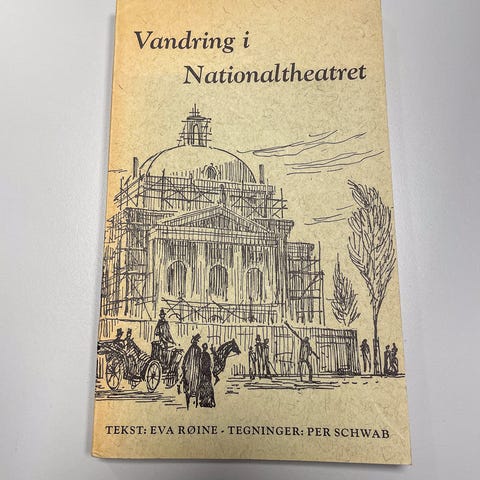 Vandring i
Nationaltheatret
TEKST: EVA RØINE - TEGNINGER: PER SCHWAB